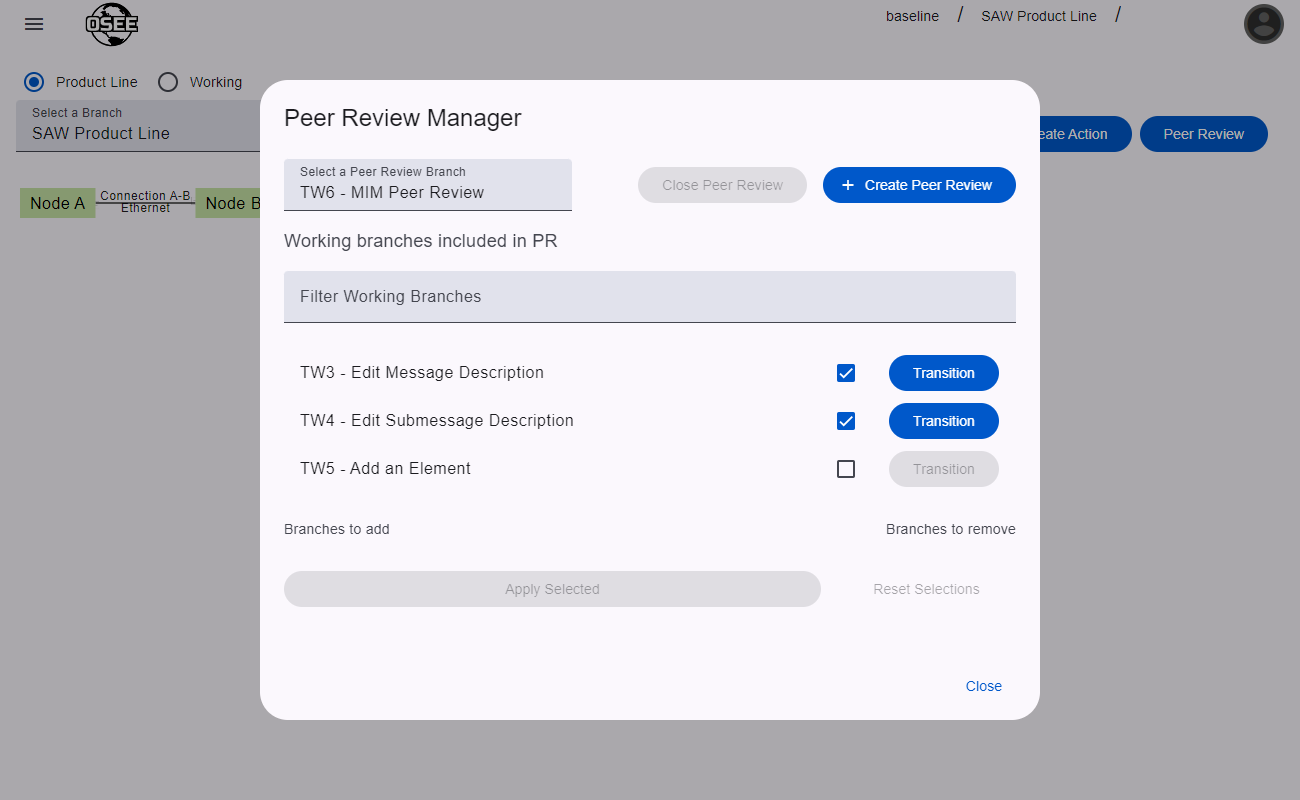 OSEE
baseline / SAW Product Line /
Product Line Working
Select a Branch
SAW Product Line
eate Action Peer Review
Node A Connection A-B, Ethernet Node B
Peer Review Manager
Select a Peer Review Branch
TW6 - MIM Peer Review
Close Peer Review + Create Peer Review
Working branches included in PR
Filter Working Branches
TW3 - Edit Message Description Transition
TW4 - Edit Submessage Description Transition
TW5 - Add an Element Transition
Branches to add Branches to remove
Apply Selected Reset Selections
Close